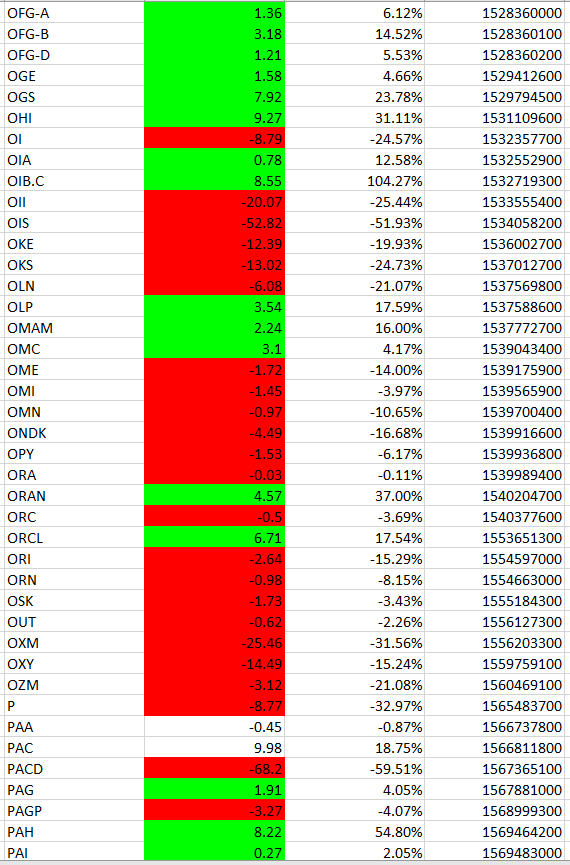 OFG-A 1.36 6.12% 1528360000
OFG-B 3.18 14.52% 1528360100
OFG-D 1.21 5.53% 1528360200
OGE 1.58 4.66% 1529412600
OGS 7.92 23.78% 1529794500
OHI 9.27 31.11% 1531109600
OI -8.79 -24.57% 1532357700
OIA 0.78 12.58% 1532552900
OIB.C 8.55 104.27% 1532719300
OII -20.07 -25.44% 1533555400
OIS -52.82 -51.93% 1534058200
OKE -12.39 -19.93% 1536002700
OKS -13.02 -24.73% 1537012700
OLN -6.08 -21.07% 1537569800
OLP 3.54 17.59% 1537588600
OMAM 2.24 16.00% 1537772700
OMC 3.1 4.17% 1539043400
OME -1.72 -14.00% 1539175900
OMI -1.45 -3.97% 1539565900
OMN -0.97 -10.65% 1539700400
ONDK -4.49 -16.68% 1539916600
OPY -1.53 -6.17% 1539936800
ORA -0.03 -0.11% 1539989400
ORAN 4.57 37.00% 1540204700
ORC -0.5 -3.69% 1540377600
ORCL 6.71 17.54% 1553651300
ORI -2.64 -15.29% 1554597000
ORN -0.98 -8.15% 1554663000
OSK -1.73 -3.43% 1555184300
OUT -0.62 -2.26% 1556127300
OXM -25.46 -31.56% 1556203300
OXY -14.49 -15.24% 1559759100
OZM -3.12 -21.08% 1560469100
P -8.77 -32.97% 1565483700
PAA -0.45 -0.87% 1566737800
PAC 9.98 18.75% 1566811800
PACD -68.2 -59.51% 1567365100
PAG 1.91 4.05% 1567881000
PAGP -3.27 -4.07% 1568999300
PAH 8.22 54.80% 1569464200
PAI 0.27 2.05% 1569483000